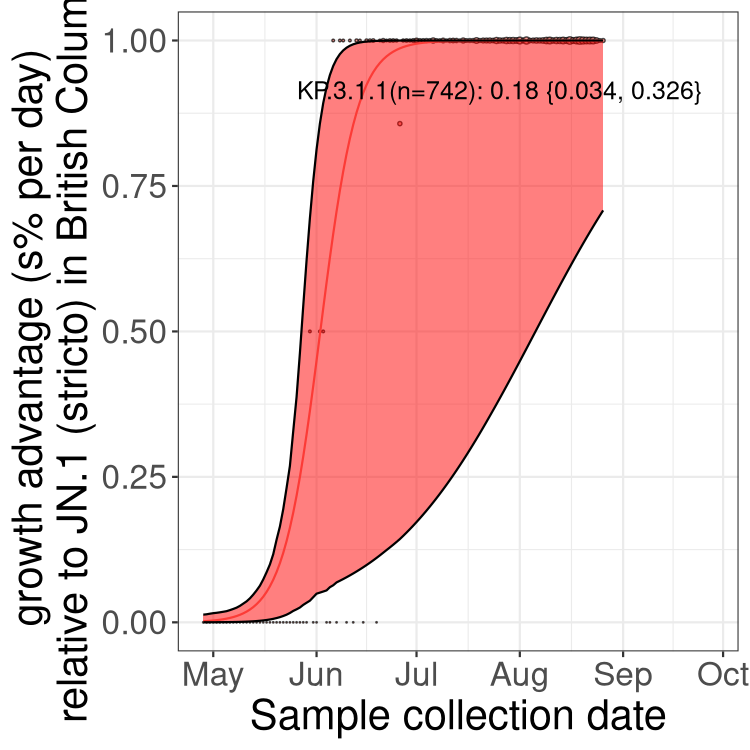 growth advantage (s% per day)
relative to JN.1 (stricto) in British Colum
1.00
0.75
0.50
0.25
0.00
KP.3.1.1(n=742): 0.18 {0.034, 0.326}
May Jun Jul Aug Sep Oct
Sample collection date